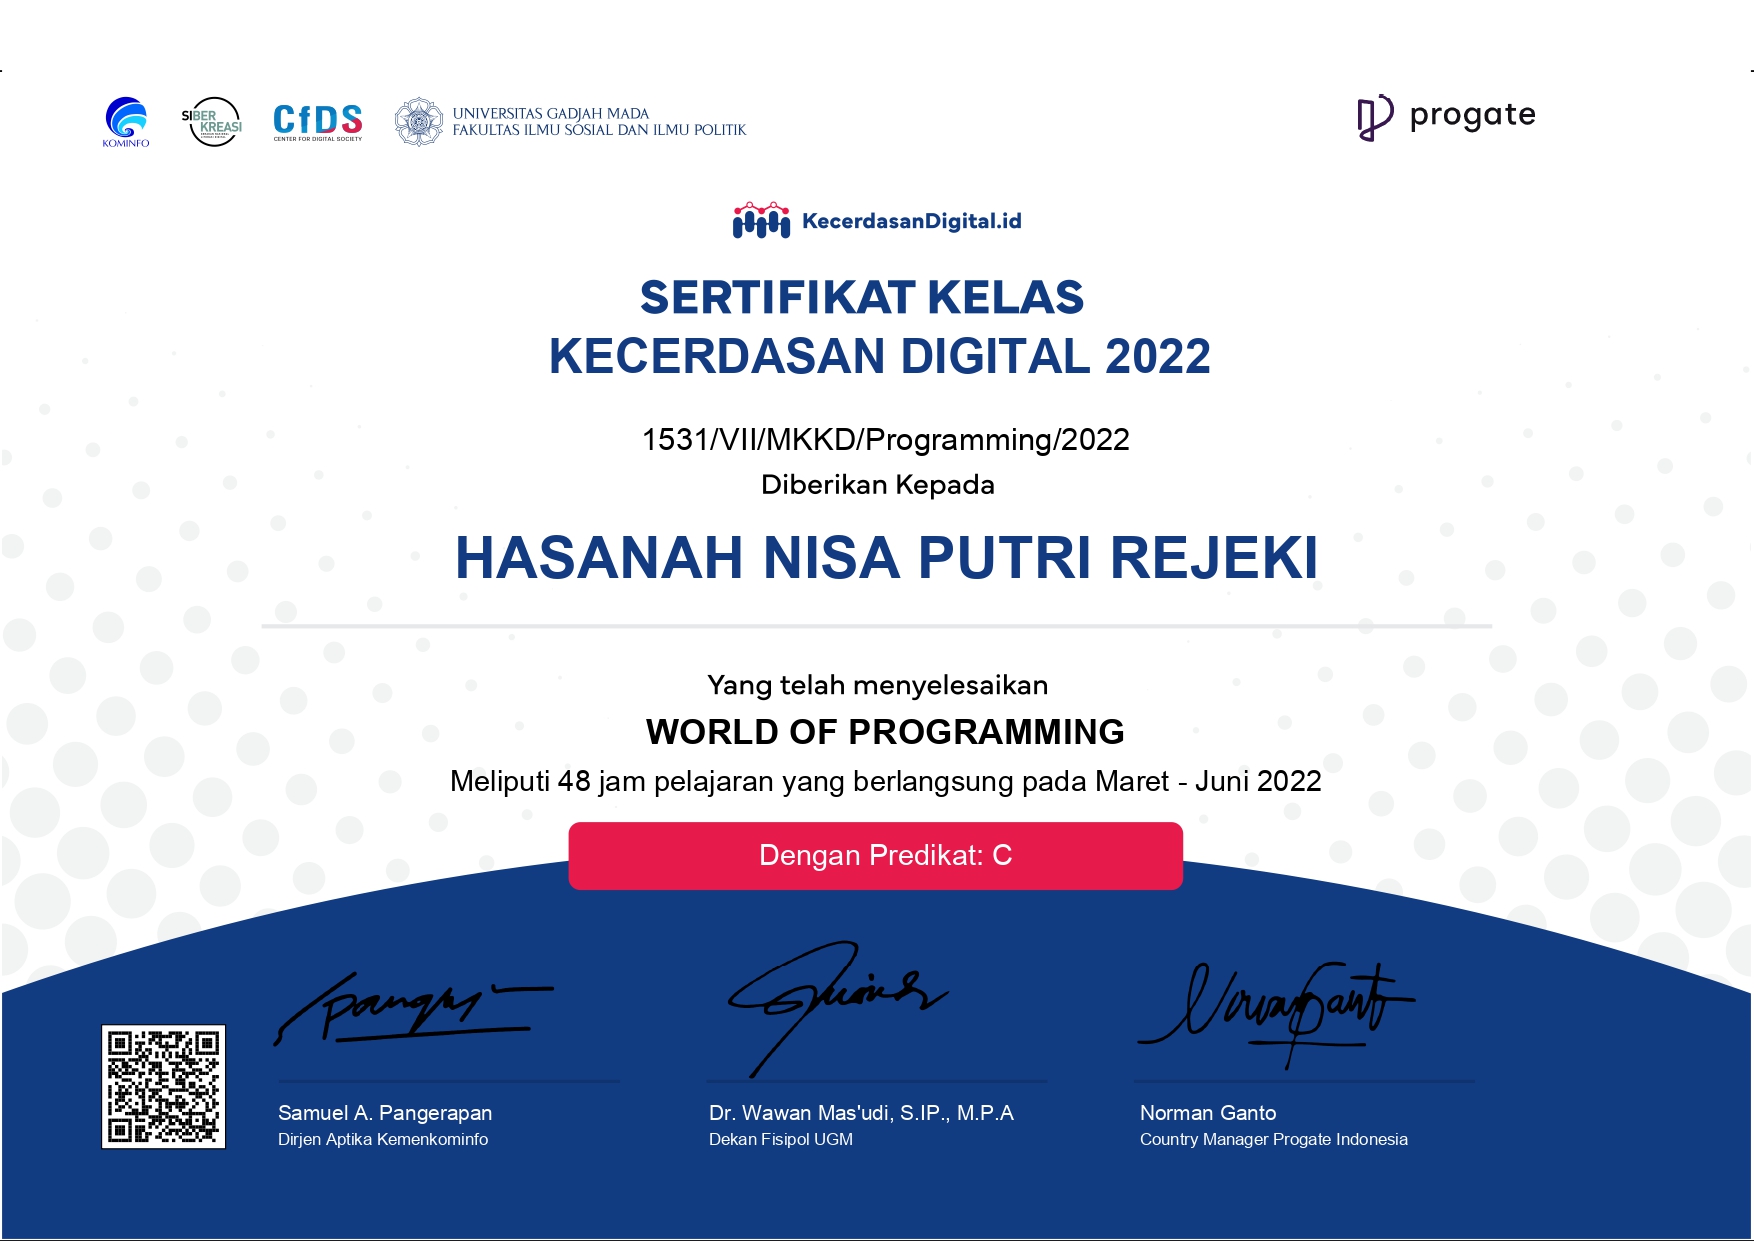 KOMINFO
SIBER
KREASI
CfDS
CENTER FOR DIGITAL SOCIETY
UNIVERSITAS GADJAH MADA
FAKULTAS ILMU SOSIAL DAN ILMU POLITIK
progate
KecerdasanDigital.id
SERTIFIKAT KELAS
KECERDASAN DIGITAL 2022
1531/VII/MKKD/Programming/2022
Diberikan Kepada
HASANAH NISA PUTRI REJEKI
Yang telah menyelesaikan
WORLD OF PROGRAMMING
Meliputi 48 jam pelajaran yang berlangsung pada Maret - Juni 2022
Dengan Predikat: C
Samuel A. Pangerapan
Dirjen Aptika Kemenkominfo
Dr. Wawan Mas'udi, S.IP., M.P.A
Dekan Fisipol UGM
Norman Ganto
Country Manager Progate Indonesia